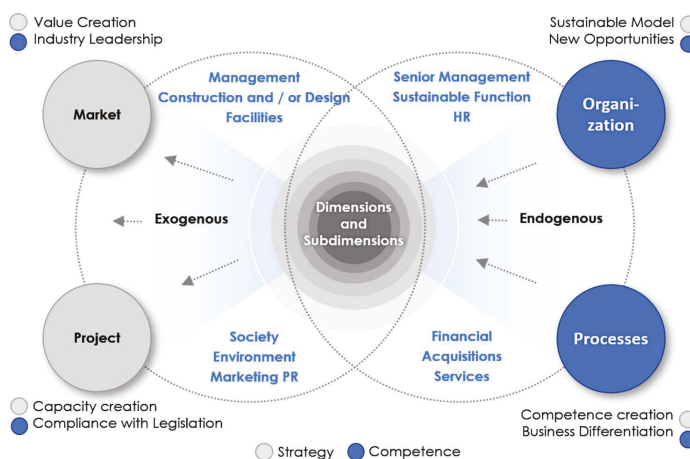 Value Creation
Industry Leadership
Sustainable Model
New Opportunities
Management
Construction and / or Design
Facilities
Senior Management
Sustainable Function
HR
Market
Organi-
zation
Dimensions
and
Subdimensions
Exogenous
Endogenous
Project
Processes
Society
Environment
Marketing PR
Financial
Acquisitions
Services
Capacity creation
Compliance with Legislation
Competence creation
Business Differentiation
Strategy
Competence